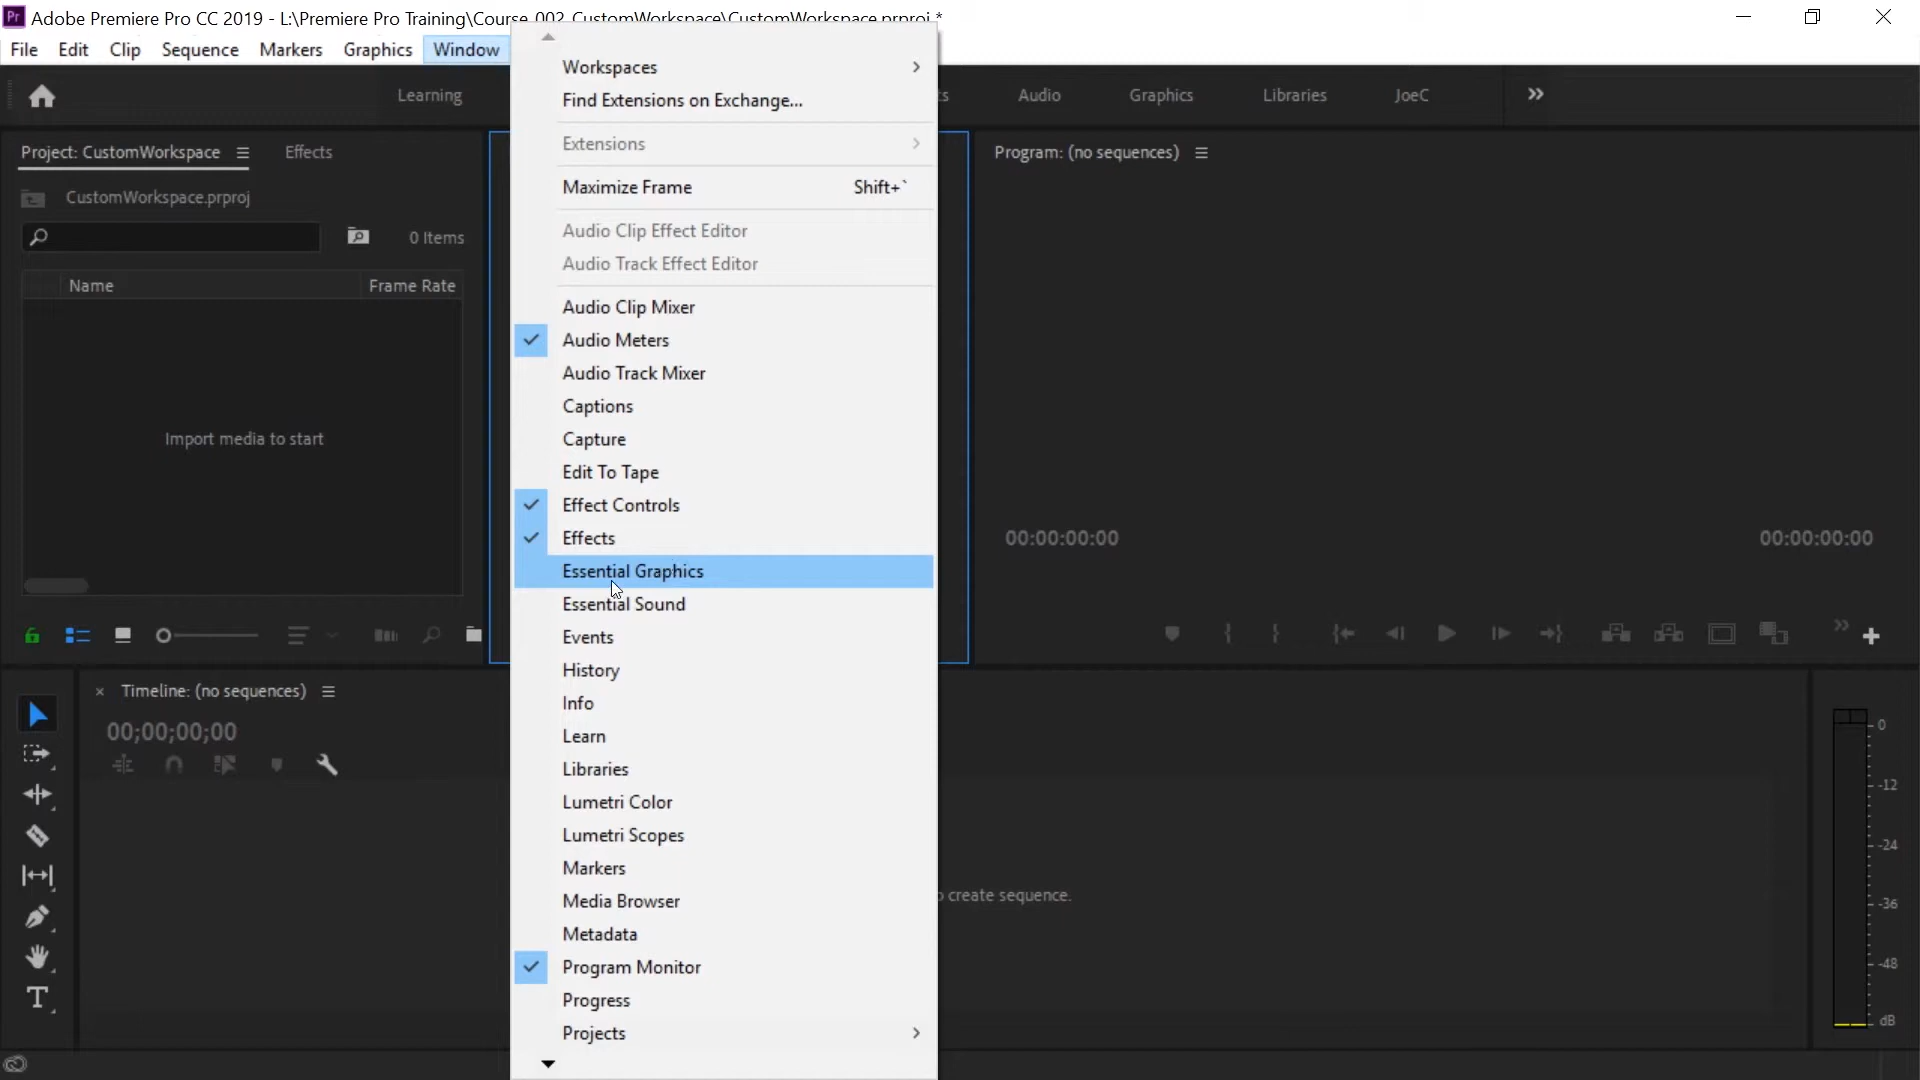 Adobe Premiere Pro CC 2019 - L:\Premiere Pro Training\Course_002_CustomWorkspace\CustomWorkspace.prproj *
File Edit Clip Sequence Markers Graphics Window
Learning Audio Graphics Libraries JoeC
Workspaces
Find Extensions on Exchange...
Extensions
Maximize Frame Shift+`
Audio Clip Effect Editor
Audio Track Effect Editor
Audio Clip Mixer
Audio Meters
Audio Track Mixer
Captions
Capture
Edit To Tape
Effect Controls
Effects
Essential Graphics
Essential Sound
Events
History
Info
Learn
Libraries
Lumetri Color
Lumetri Scopes
Markers
Media Browser
Metadata
Program Monitor
Progress
Projects
Project: CustomWorkspace Effects
CustomWorkspace.prproj
0 Items
Name Frame Rate
Import media to start
Program: (no sequences)
00:00:00:00 00:00:00:00
Timeline: (no sequences)
00;00;00;00
create sequence.
0
-12
-24
-36
-48
dB